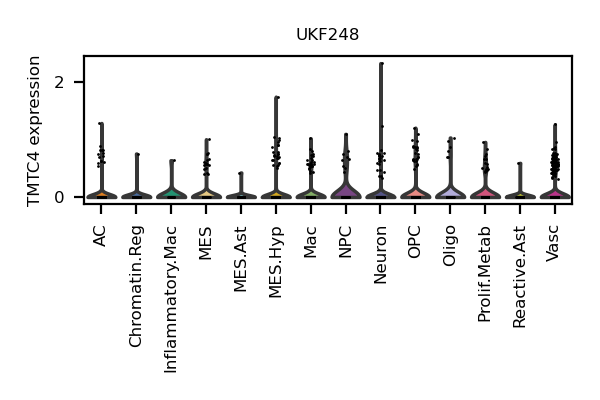 UKF248
TMTC4 expression
2
0
AC
Chromatin.Reg
Inflammatory.Mac
MES
MES.Ast
MES.Hyp
Mac
NPC
Neuron
OPC
Oligo
Prolif.Metab
Reactive.Ast
Vasc